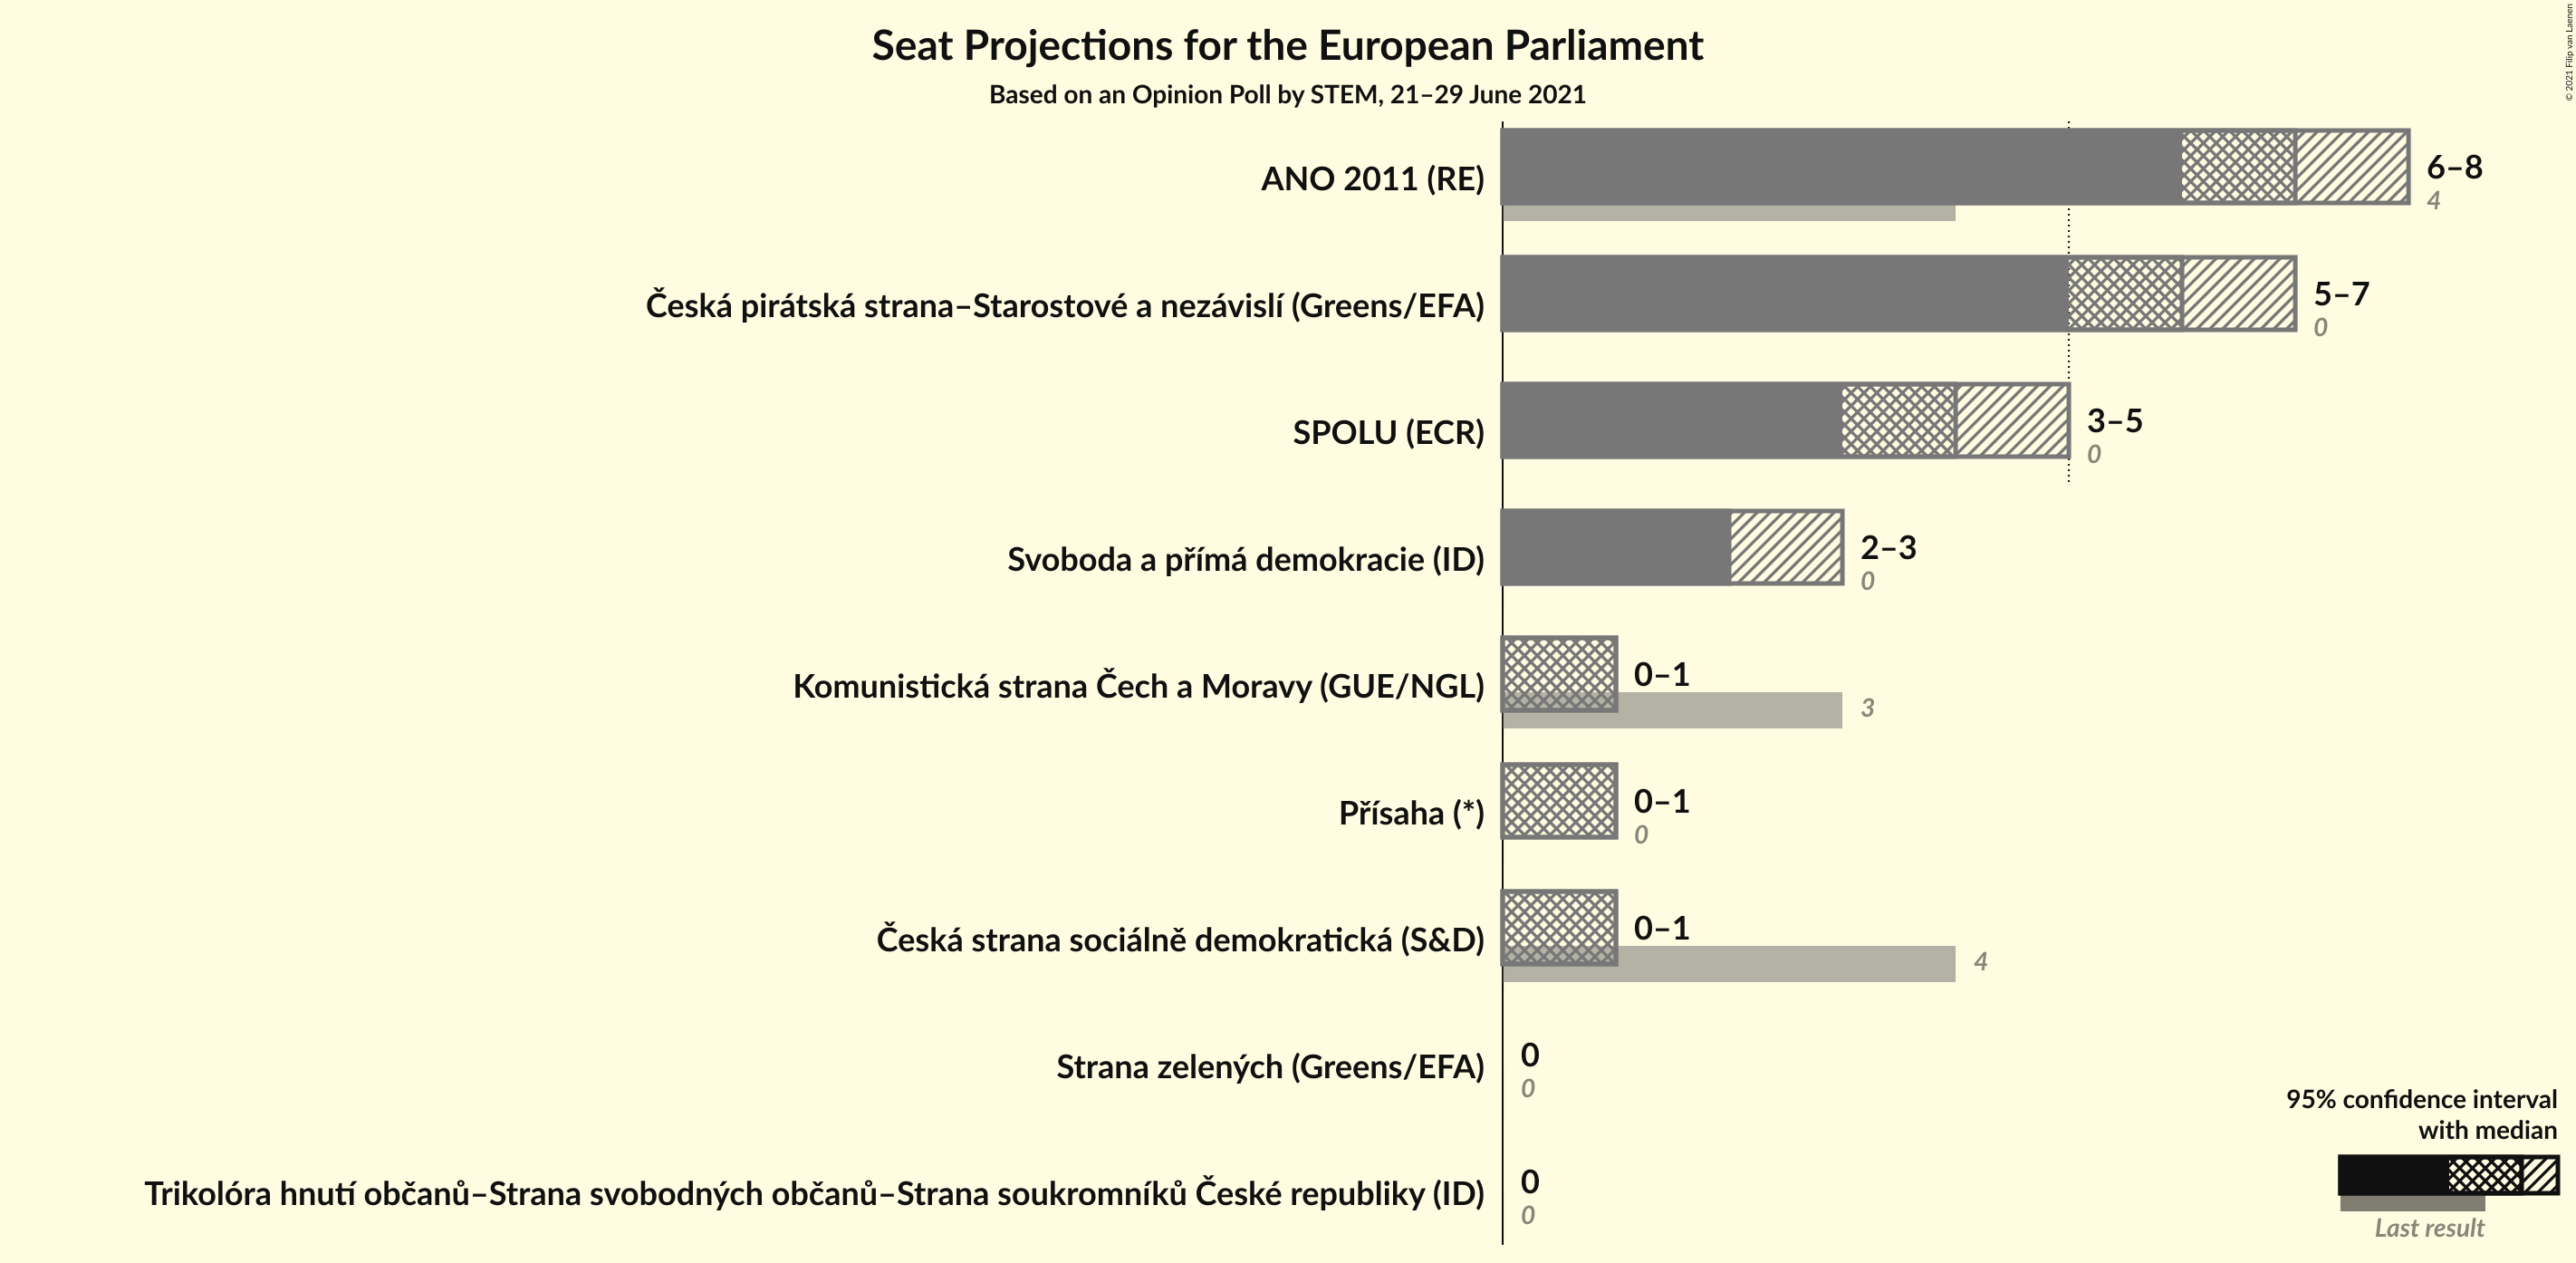 Seat Projections for the European Parliament
Based on an Opinion Poll by STEM, 21–29 June 2021
© 2021 Filip van Laenen
ANO 2011 (RE)
6–8
4
Česká pirátská strana–Starostové a nezávislí (Greens/EFA)
5–7
0
SPOLU (ECR)
3–5
0
Svoboda a přímá demokracie (ID)
2–3
0
Komunistická strana Čech a Moravy (GUE/NGL)
0–1
3
Přísaha (*)
0–1
0
Česká strana sociálně demokratická (S&D)
0–1
4
Strana zelených (Greens/EFA)
0
0
Trikolóra hnutí občanů–Strana svobodných občanů–Strana soukromníků České republiky (ID)
0
0
95% confidence interval
with median
Last result